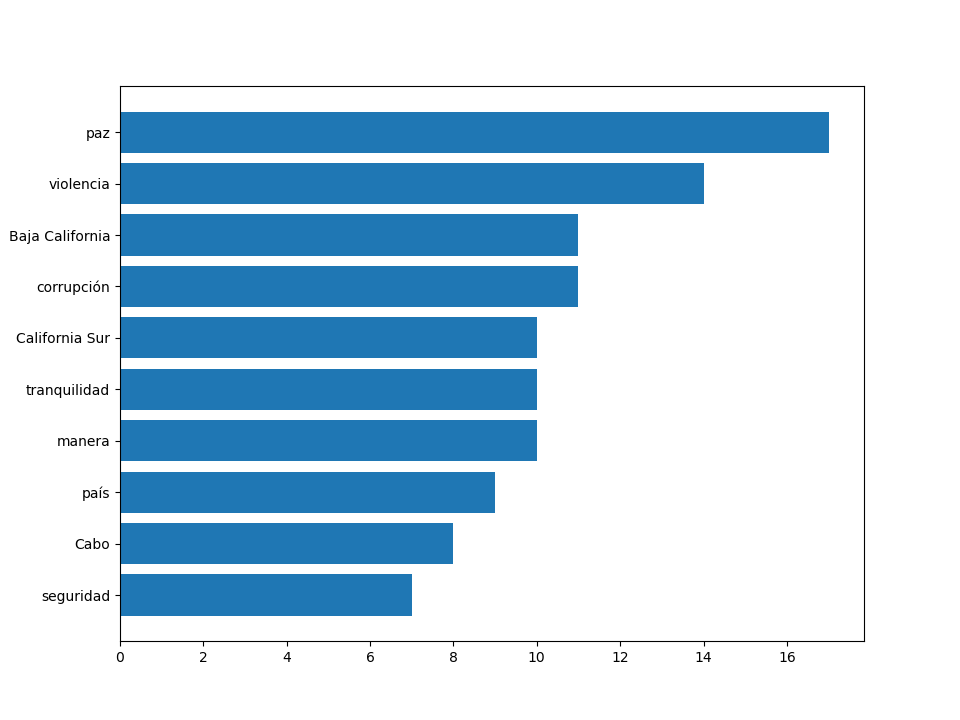 paz
violencia
Baja California
corrupción
California Sur
tranquilidad
manera
país
Cabo
seguridad
0 2 4 6 8 10 12 14 16